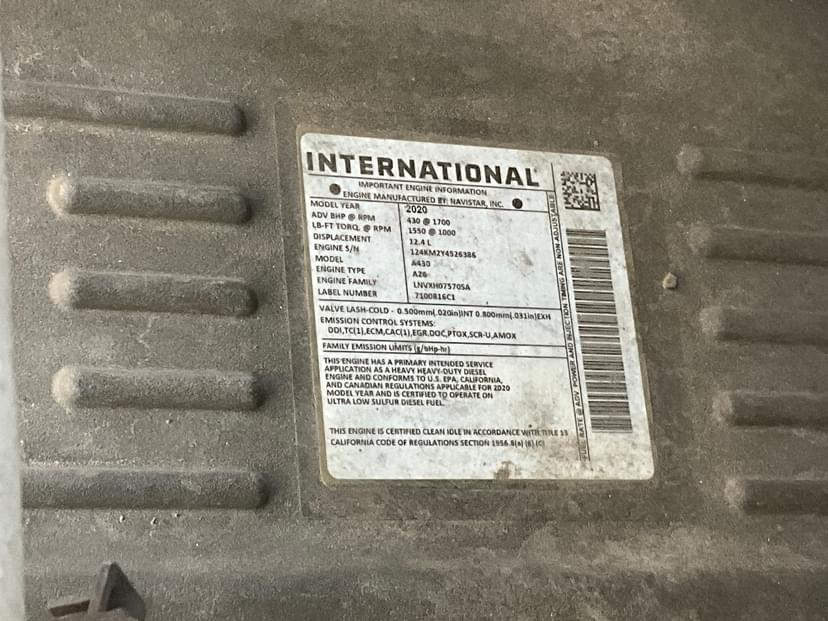 INTERNATIONAL
IMPORTANT ENGINE INFORMATION
ENGINE MANUFACTURED BY: NAVISTAR, INC.
MODEL YEAR 2020
ADV BHP @ RPM 430 @ 1700
LB-FT TORQ. @ RPM 1550 @ 1000
DISPLACEMENT 12.4 L
ENGINE S/N 124KM2Y4526386
MODEL A430
ENGINE TYPE A26
ENGINE FAMILY LNVXH075705A
LABEL NUMBER 7100816C1
VALVE LASH-COLD - 0.500mm(.020in)INT 0.800mm(.031in)EXH
EMISSION CONTROL SYSTEMS:
DDI,TC(1),ECM,CAC(1),EGR,DOC,PTOX,SCR-U,AMOX
FAMILY EMISSION LIMITS (g/bHp-hr)
THIS ENGINE HAS A PRIMARY INTENDED SERVICE
APPLICATION AS A HEAVY HEAVY-DUTY DIESEL
ENGINE AND CONFORMS TO U.S. EPA, CALIFORNIA,
AND CANADIAN REGULATIONS APPLICABLE FOR 2020
MODEL YEAR AND IS CERTIFIED TO OPERATE ON
ULTRA LOW SULFUR DIESEL FUEL.
THIS ENGINE IS CERTIFIED CLEAN IDLE IN ACCORDANCE WITH TITLE 13
CALIFORNIA CODE OF REGULATIONS SECTION 1956.8(a) (6) (C)
FUEL RATE @ ADV. POWER AND INJECTION TIMING ARE NON-ADJUSTABLE